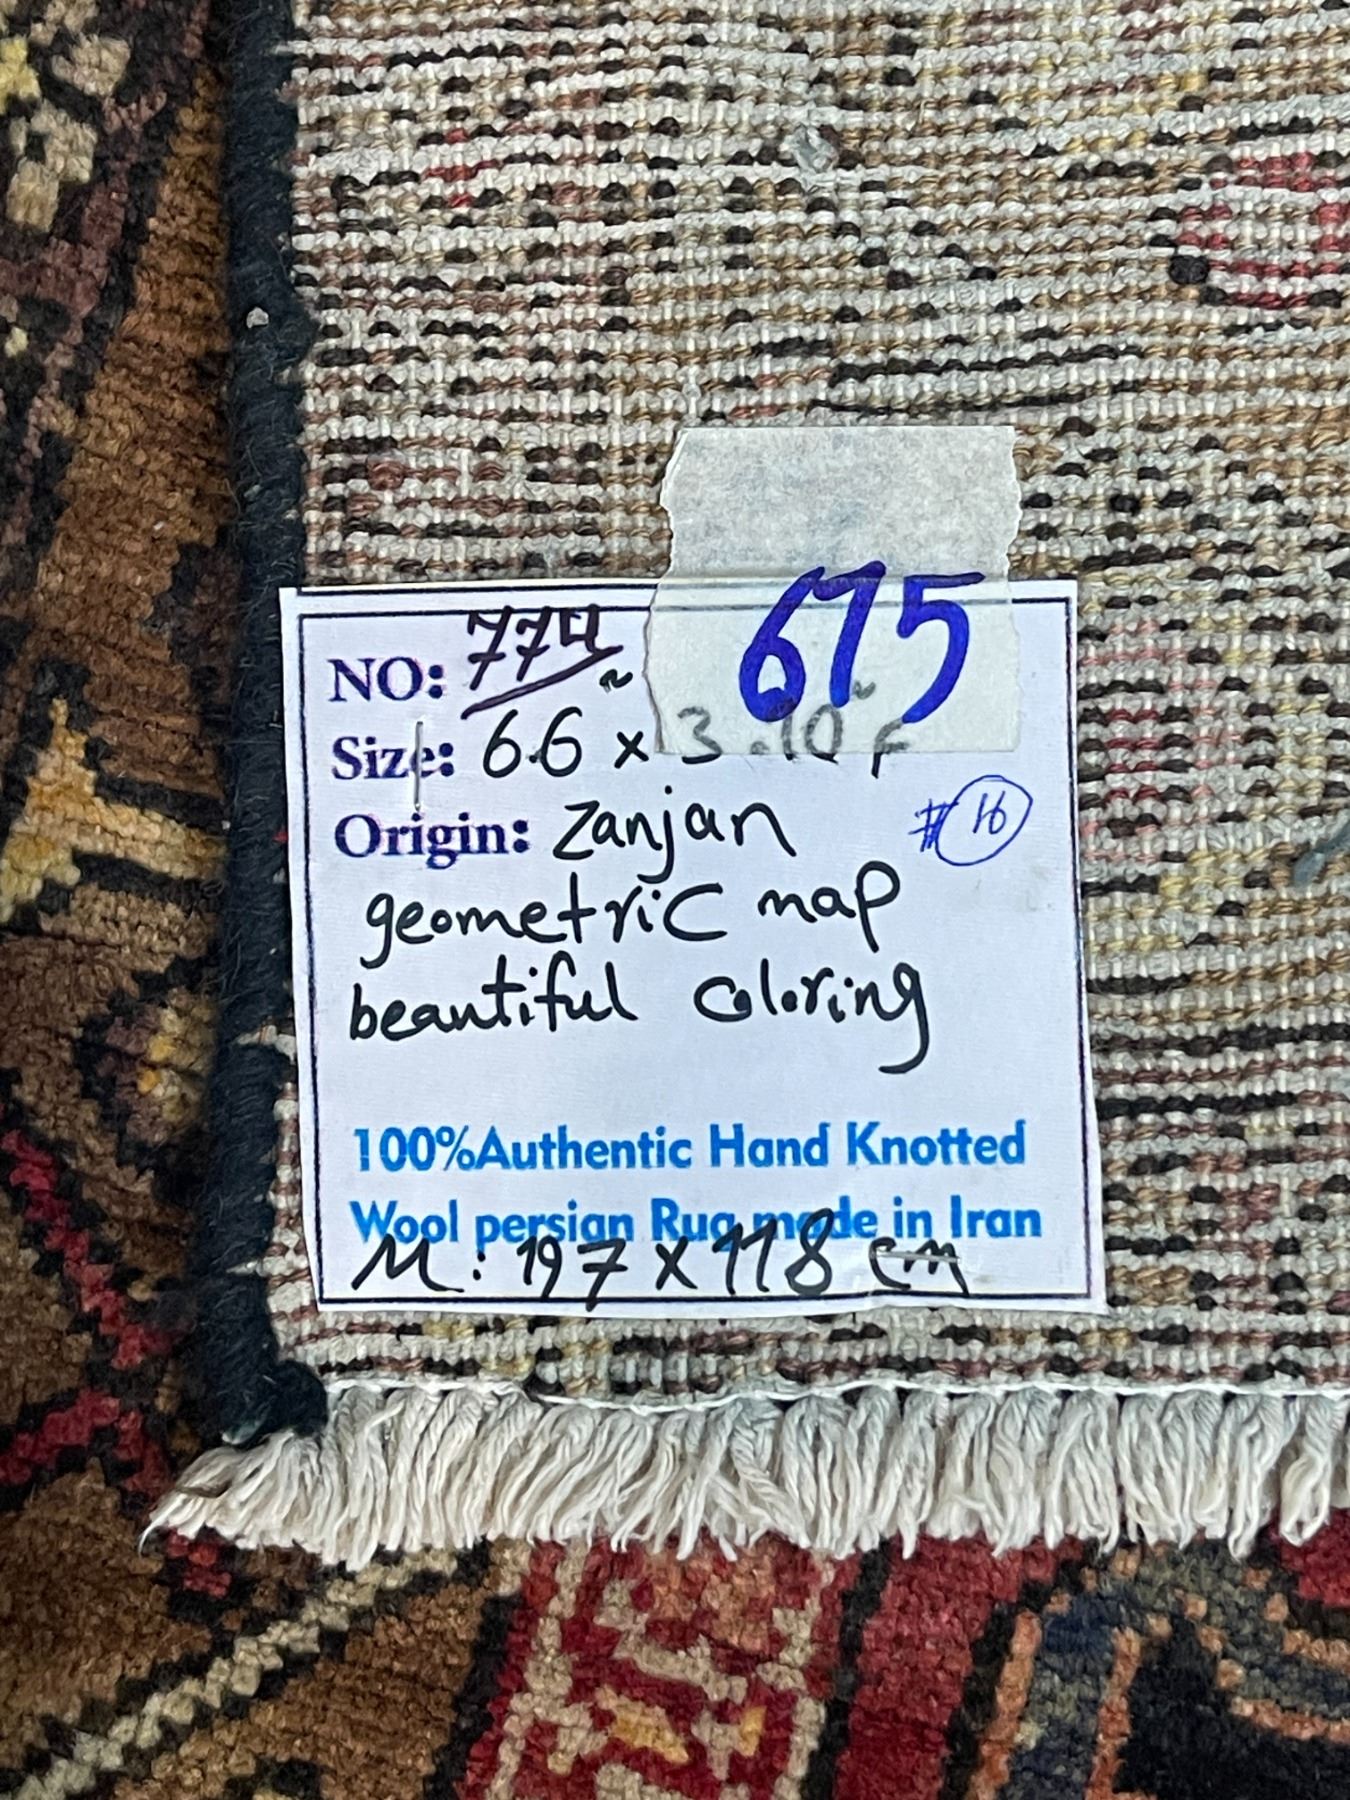 675
NO: 774
Size: 6.6 x 3.10 F
Origin: Zanjan
# 16
geometric map
beautiful coloring
100%Authentic Hand Knotted
Wool persian Rug made in Iran
M: 197 x 118 cm